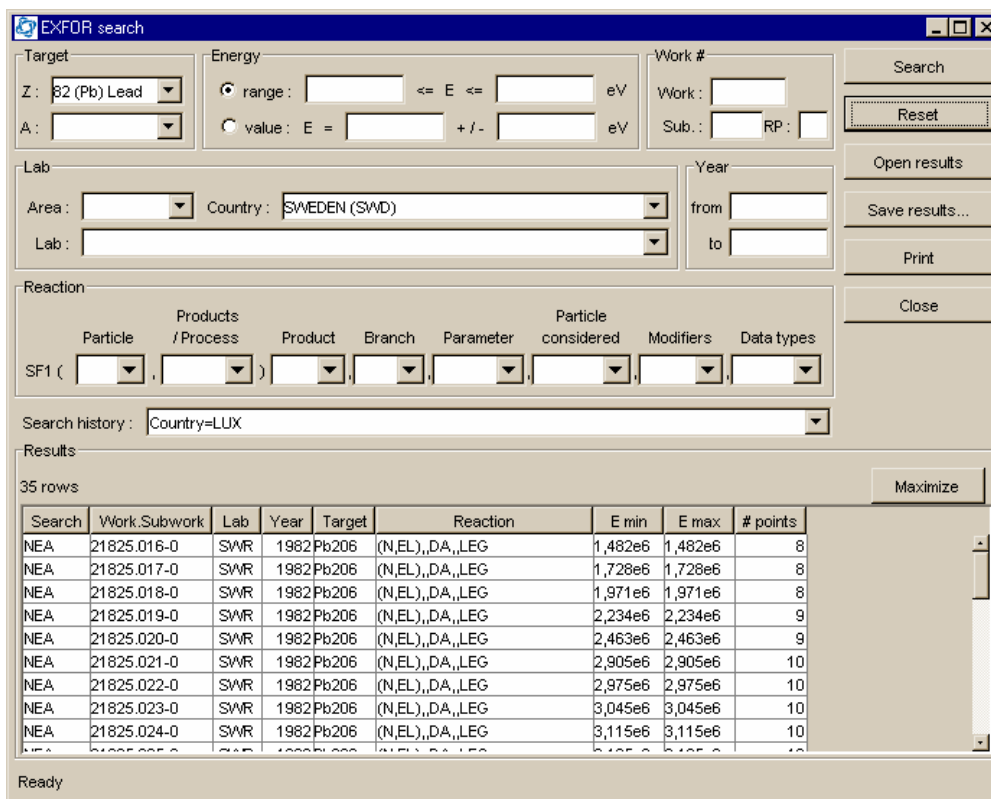 EXFOR search
Target
Energy
Work #
Search
Z : 82 (Pb) Lead
range : <= E <= eV
Work :
A :
value : E = + / - eV
Sub. : RP :
Reset
Lab
Year
Open results
Area : Country : SWEDEN (SWD)
from
Save results...
Lab :
to
Print
Reaction
Close
Particle Products / Process Product Branch Parameter Particle considered Modifiers Data types
SF1 ( , ) , , , , ,
Search history : Country=LUX
Results
35 rows
Maximize
Search Work.Subwork Lab Year Target Reaction E min E max # points
NEA 21825.016-0 SWR 1982 Pb206 (N,EL),,DA,,LEG 1,482e6 1,482e6 8
NEA 21825.017-0 SWR 1982 Pb206 (N,EL),,DA,,LEG 1,728e6 1,728e6 8
NEA 21825.018-0 SWR 1982 Pb206 (N,EL),,DA,,LEG 1,971e6 1,971e6 8
NEA 21825.019-0 SWR 1982 Pb206 (N,EL),,DA,,LEG 2,234e6 2,234e6 9
NEA 21825.020-0 SWR 1982 Pb206 (N,EL),,DA,,LEG 2,463e6 2,463e6 9
NEA 21825.021-0 SWR 1982 Pb206 (N,EL),,DA,,LEG 2,905e6 2,905e6 10
NEA 21825.022-0 SWR 1982 Pb206 (N,EL),,DA,,LEG 2,975e6 2,975e6 10
NEA 21825.023-0 SWR 1982 Pb206 (N,EL),,DA,,LEG 3,045e6 3,045e6 10
NEA 21825.024-0 SWR 1982 Pb206 (N,EL),,DA,,LEG 3,115e6 3,115e6 10
Ready